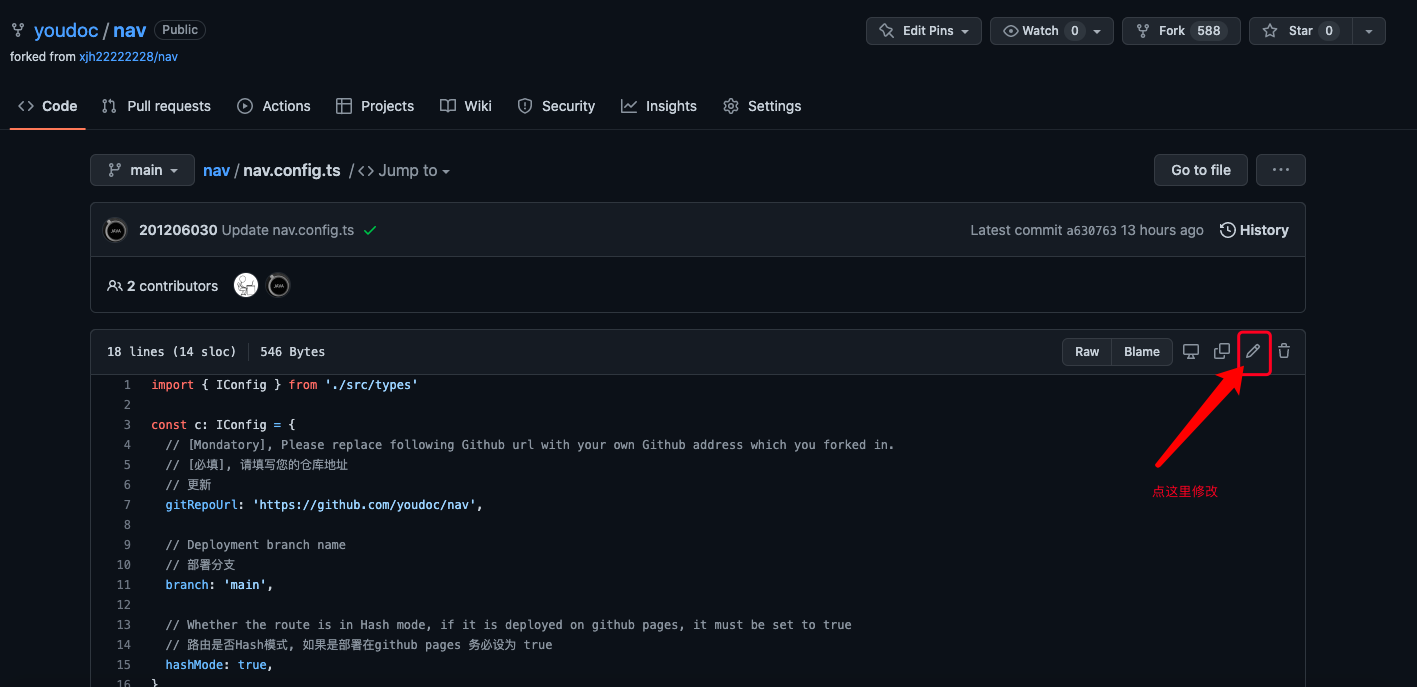 youdoc / nav Public
Edit Pins Watch 0 Fork 588 Star 0
forked from xjh22222228/nav
Code Pull requests Actions Projects Wiki Security Insights Settings
main nav / nav.config.ts / Jump to Go to file ...
201206030 Update nav.config.ts Latest commit a630763 13 hours ago History
2 contributors JAVA
18 lines (14 sloc) 546 Bytes Raw Blame
1 import { IConfig } from './src/types'
2
3 const c: IConfig = {
4 // [Mondatory], Please replace following Github url with your own Github address which you forked in.
5 // [必填], 请填写您的仓库地址
6 // 更新
7 gitRepoUrl: 'https://github.com/youdoc/nav',
8
9 // Deployment branch name
10 // 部署分支
11 branch: 'main',
12
13 // Whether the route is in Hash mode, if it is deployed on github pages, it must be set to true
14 // 路由是否Hash模式, 如果是部署在github pages 务必设为 true
15 hashMode: true,
16 }
点这里修改